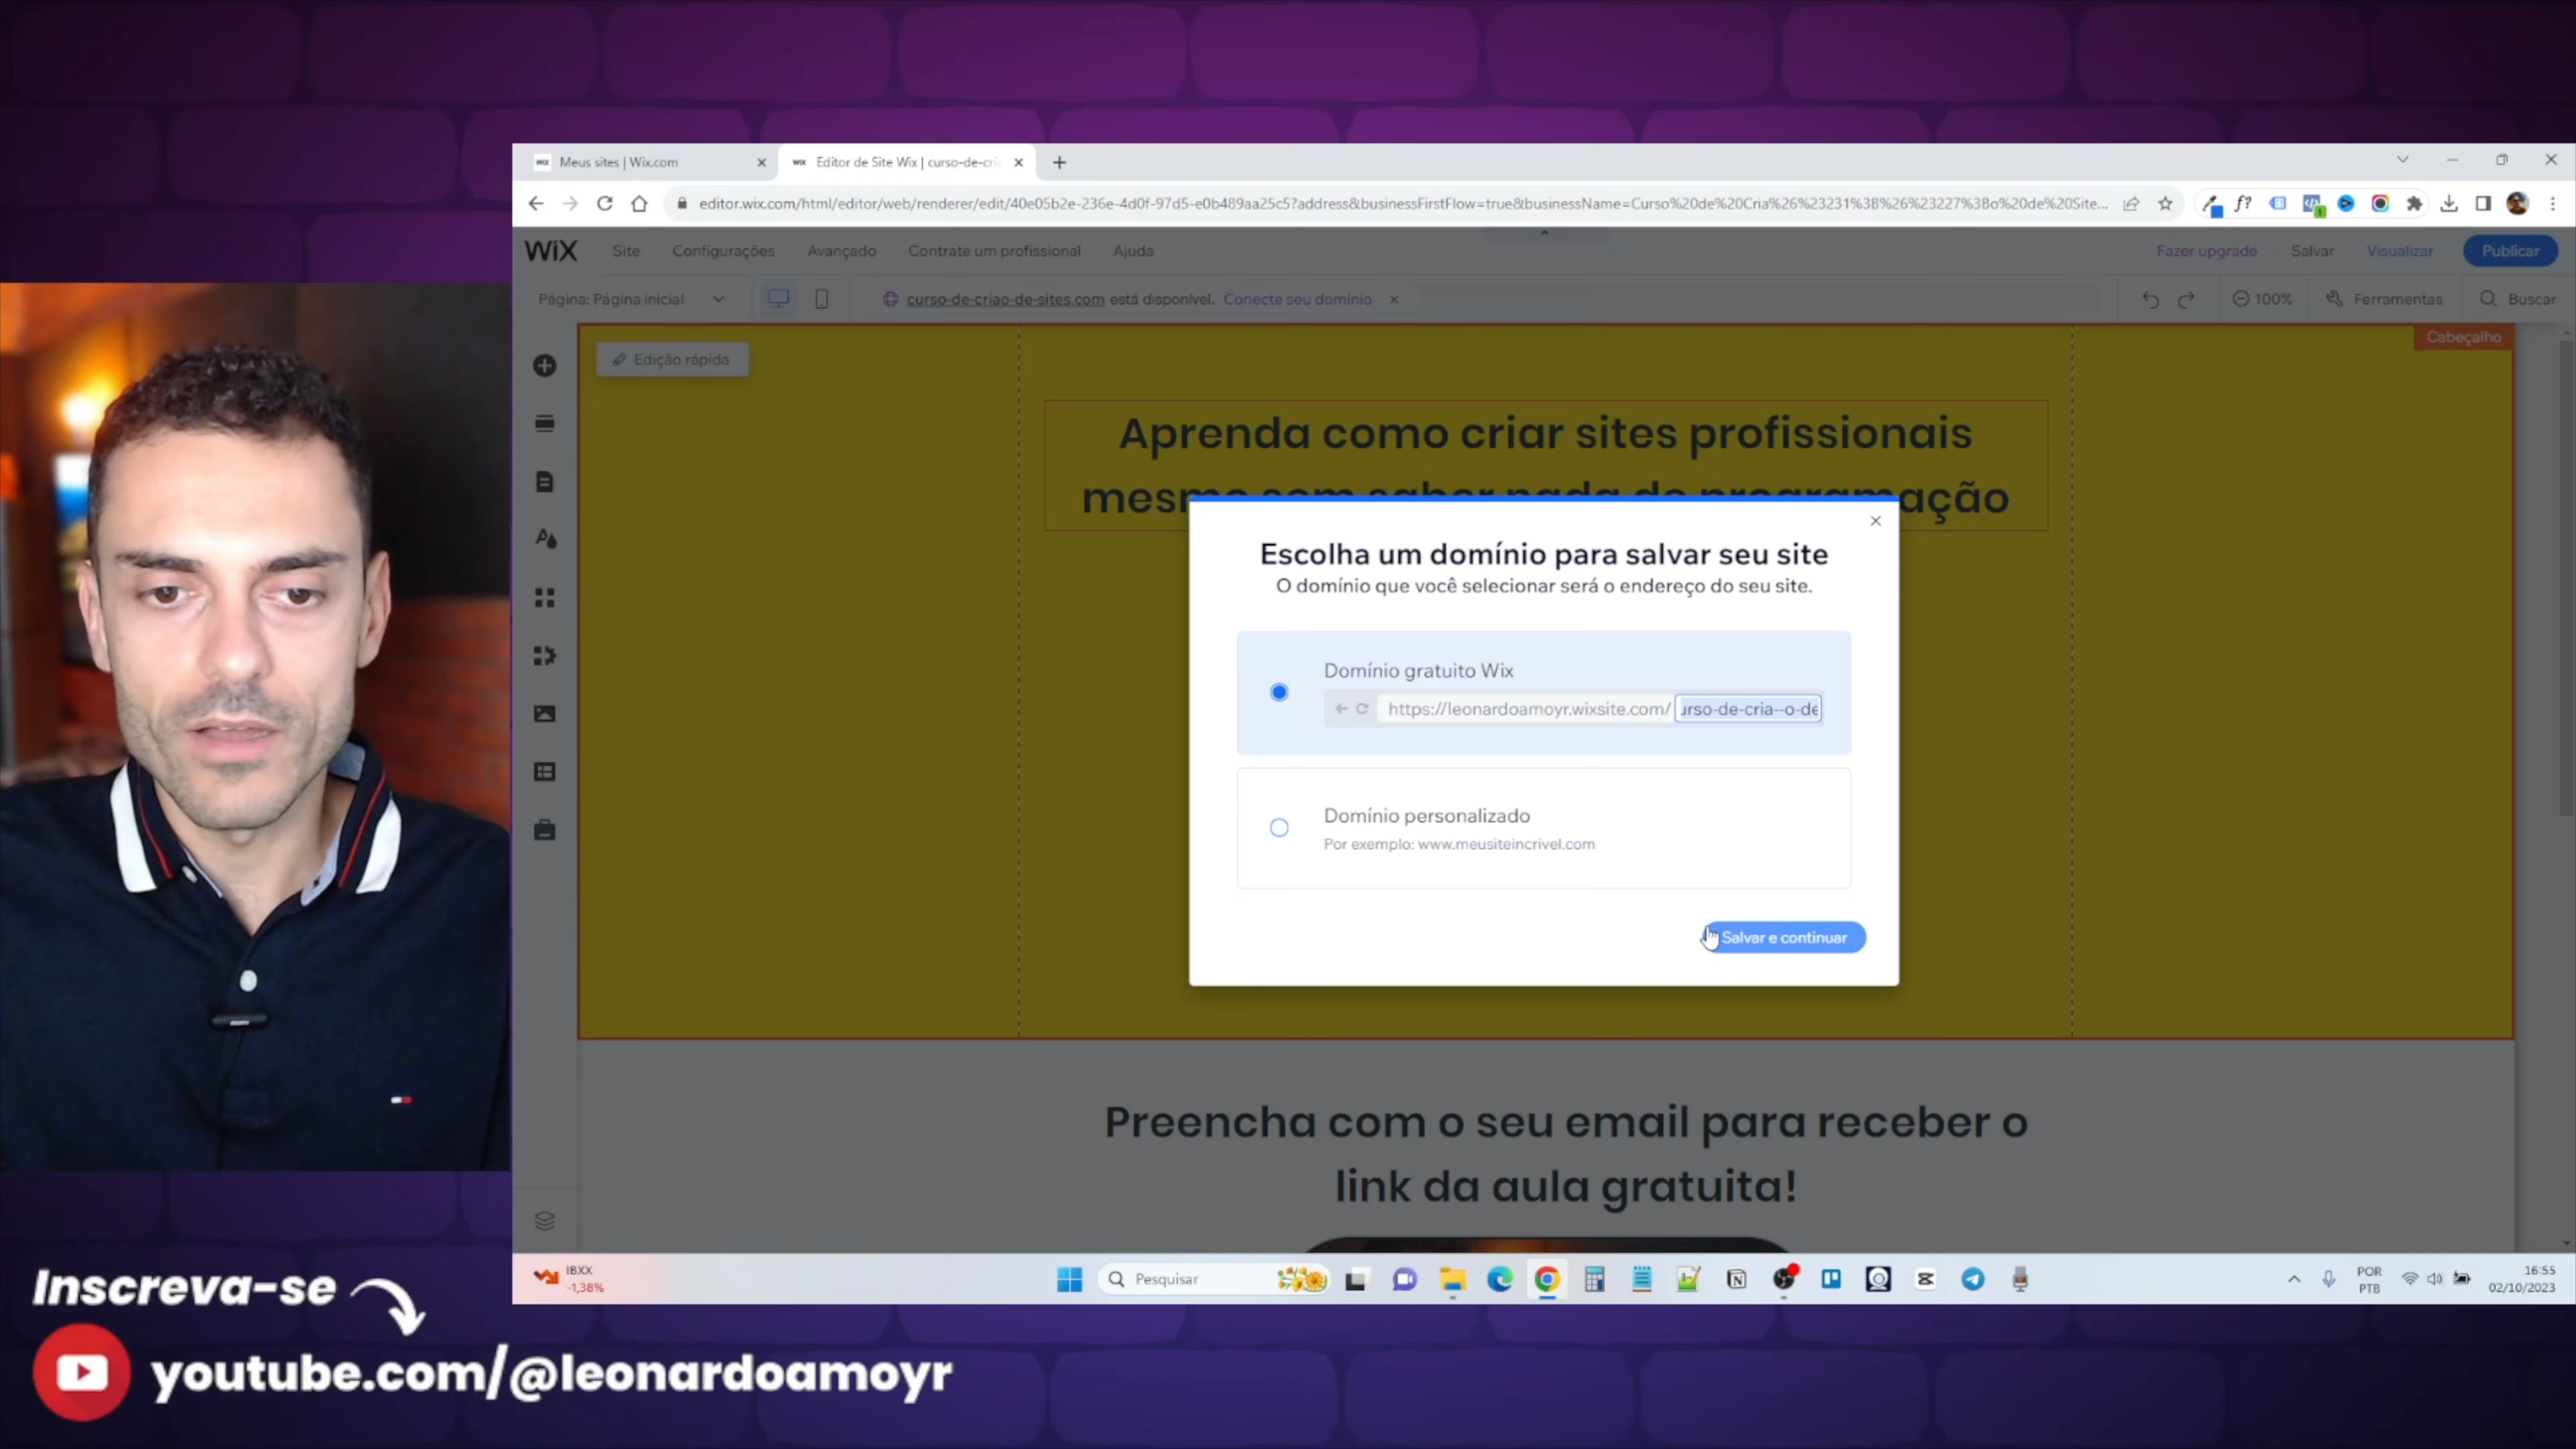 Meus sites | Wix.com
Editor de Site Wix | curso-de-cri
editor.wix.com/html/editor/web/renderer/edit/40e05b2e-236e-4d0f-97d5-e0b489aa25c5?address&businessFirstFlow=true&businessName=Curso%20de%20Cria%26%23231%3B%26%23227%3Bo%20de%20Site...
WiX Site Configurações Avançado Contrate um profissional Ajuda Fazer upgrade Salvar Visualizar Publicar
Página: Página inicial curso-de-criao-de-sites.com está disponível. Conecte seu domínio 100% Ferramentas Buscar
Cabeçalho
Edição rápida
Aprenda como criar sites profissionais
mesmo sem saber nada de programação
Escolha um domínio para salvar seu site
O domínio que você selecionar será o endereço do seu site.
Domínio gratuito Wix
https://leonardoamoyr.wixsite.com/ urso-de-cria--o-de
Domínio personalizado
Por exemplo: www.meusiteincrivel.com
Salvar e continuar
Preencha com o seu email para receber o
link da aula gratuita!
IBXX
-1,38%
Pesquisar
POR
PTB
16:55
02/10/2023
Inscreva-se
youtube.com/@leonardoamoyr